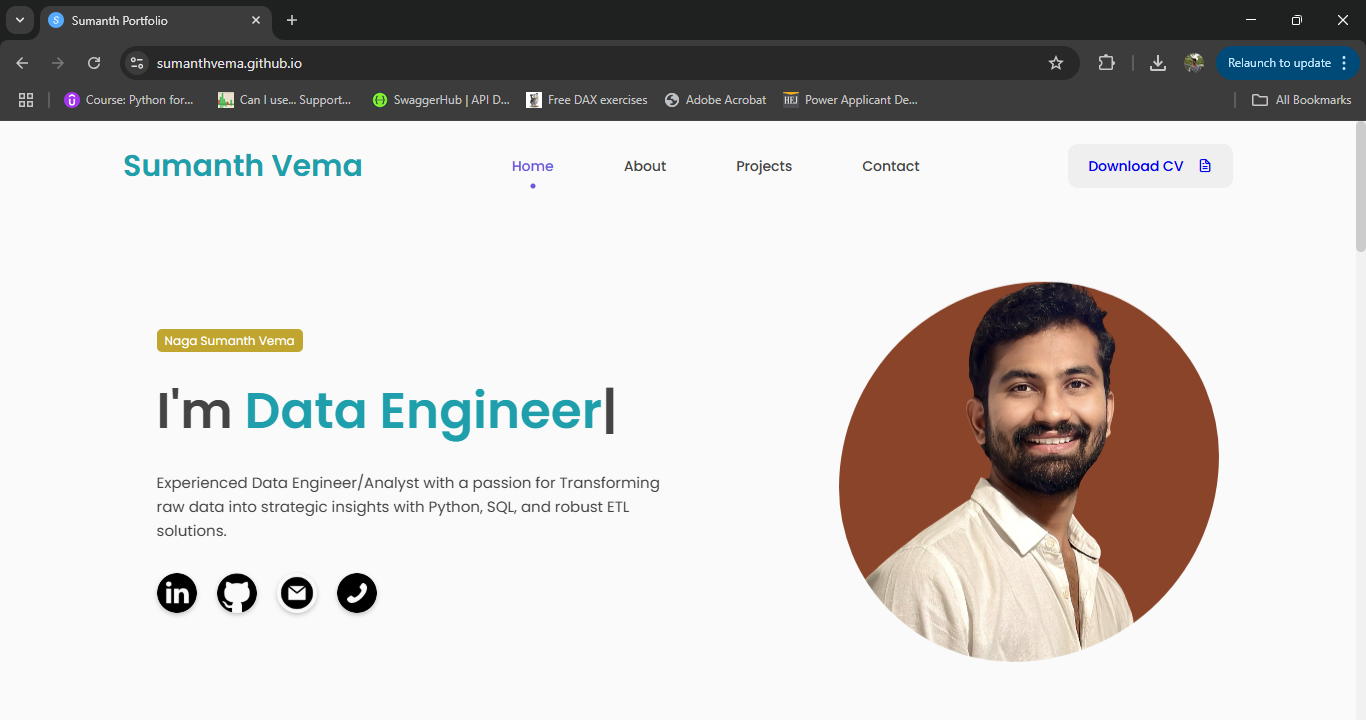 Sumanth Portfolio
sumanthvema.github.io
Relaunch to update
Course: Python for...
Can I use... Support...
SwaggerHub | API D...
Free DAX exercises
Adobe Acrobat
HEJ
Power Applicant De...
All Bookmarks
Sumanth Vema
Home
About
Projects
Contact
Download CV
Naga Sumanth Vema
I'm Data Engineer|
Experienced Data Engineer/Analyst with a passion for Transforming
raw data into strategic insights with Python, SQL, and robust ETL
solutions.
in